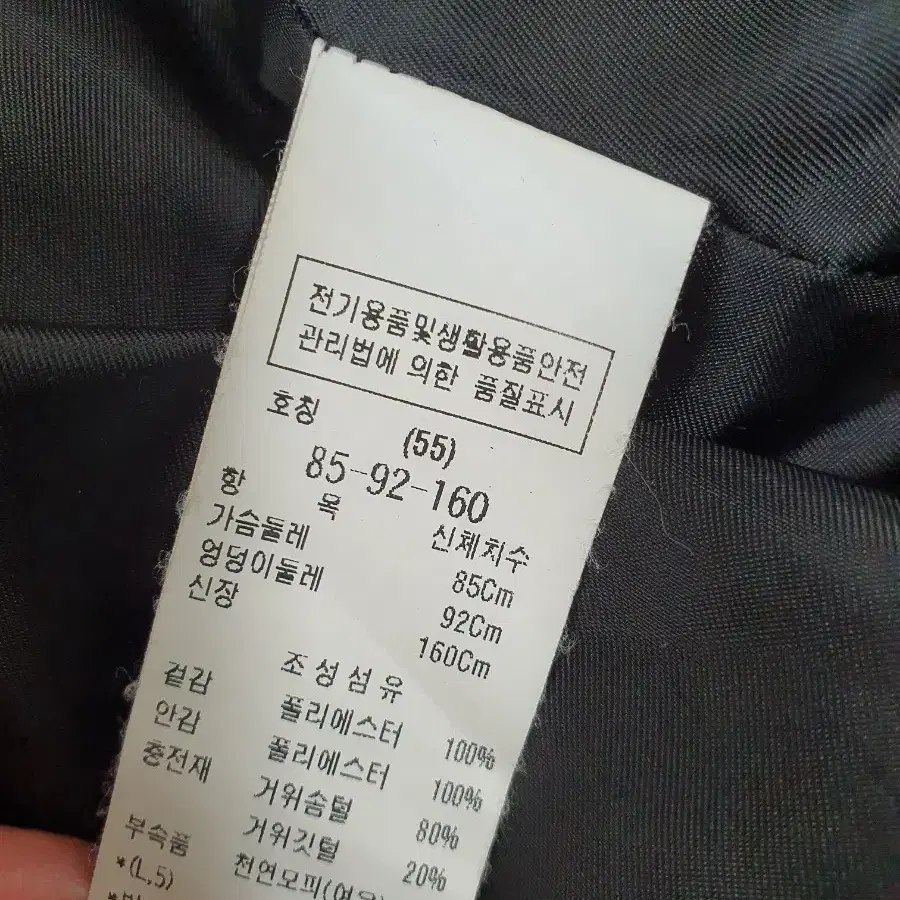 전기용품및생활용품안전
관리법에 의한 품질표시
호칭
(55)
85-92-160
항 목 신체치수
가슴둘레 85Cm
엉덩이둘레 92Cm
신장 160Cm
조성섬유
겉감 폴리에스터 100%
안감 폴리에스터 100%
충전재 거위솜털 80%
거위깃털 20%
부속품 천연모피(여우)
*(L,5)